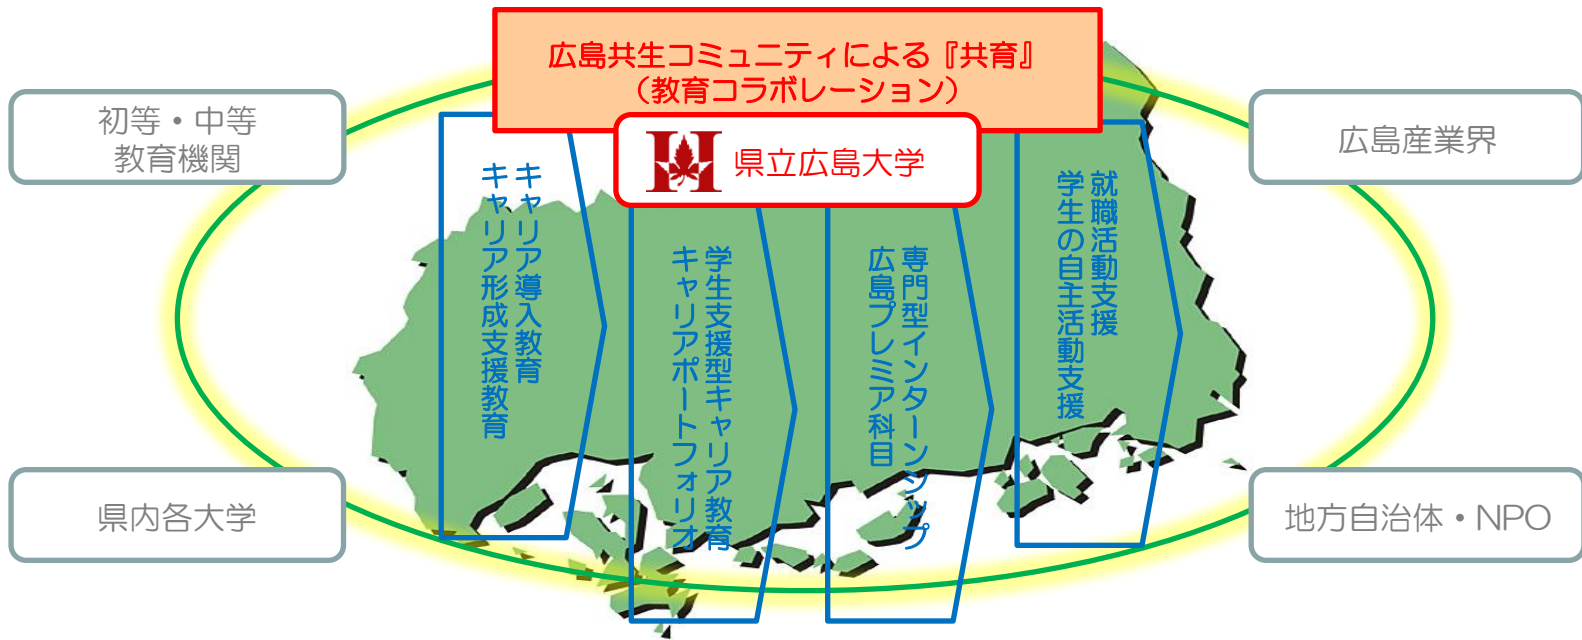 広島共生コミュニティによる『共育』
（教育コラボレーション）
県立広島大学
初等・中等
教育機関
広島産業界
キャリア導入教育
キャリア形成支援教育
学生支援型キャリア教育
キャリアポートフォリオ
専門型インターンシップ
広島プレミア科目
就職活動支援
学生の自主活動支援
県内各大学
地方自治体・NPO